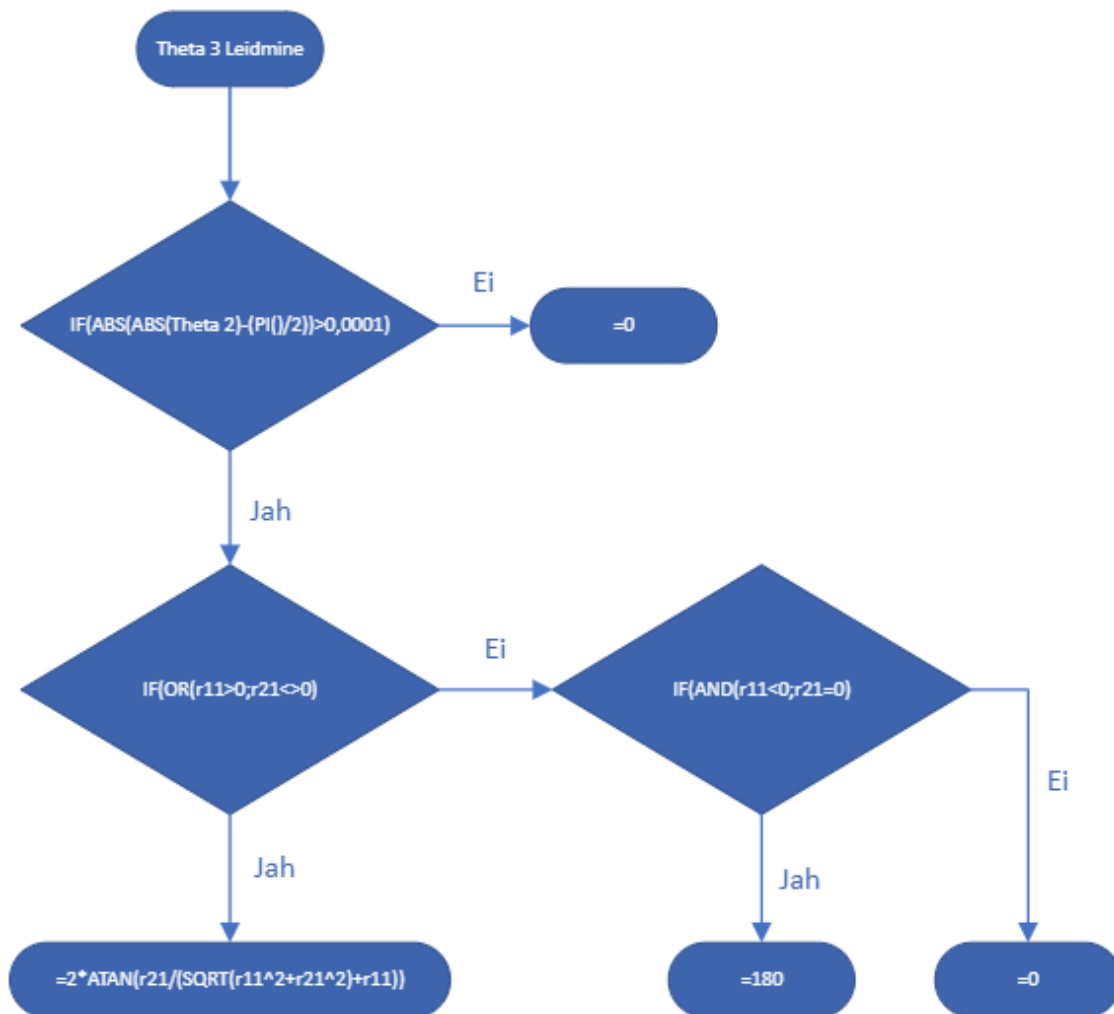 Theta 3 Leidmine
IF(ABS(ABS(Theta 2)-(PI()/2))>0,0001)
Ei
=0
Jah
IF(OR(r11>0;r21<>0)
Ei
IF(AND(r11<0;r21=0)
Ei
Jah
Jah
=2*ATAN(r21/(SQRT(r11^2+r21^2)+r11))
=180
=0